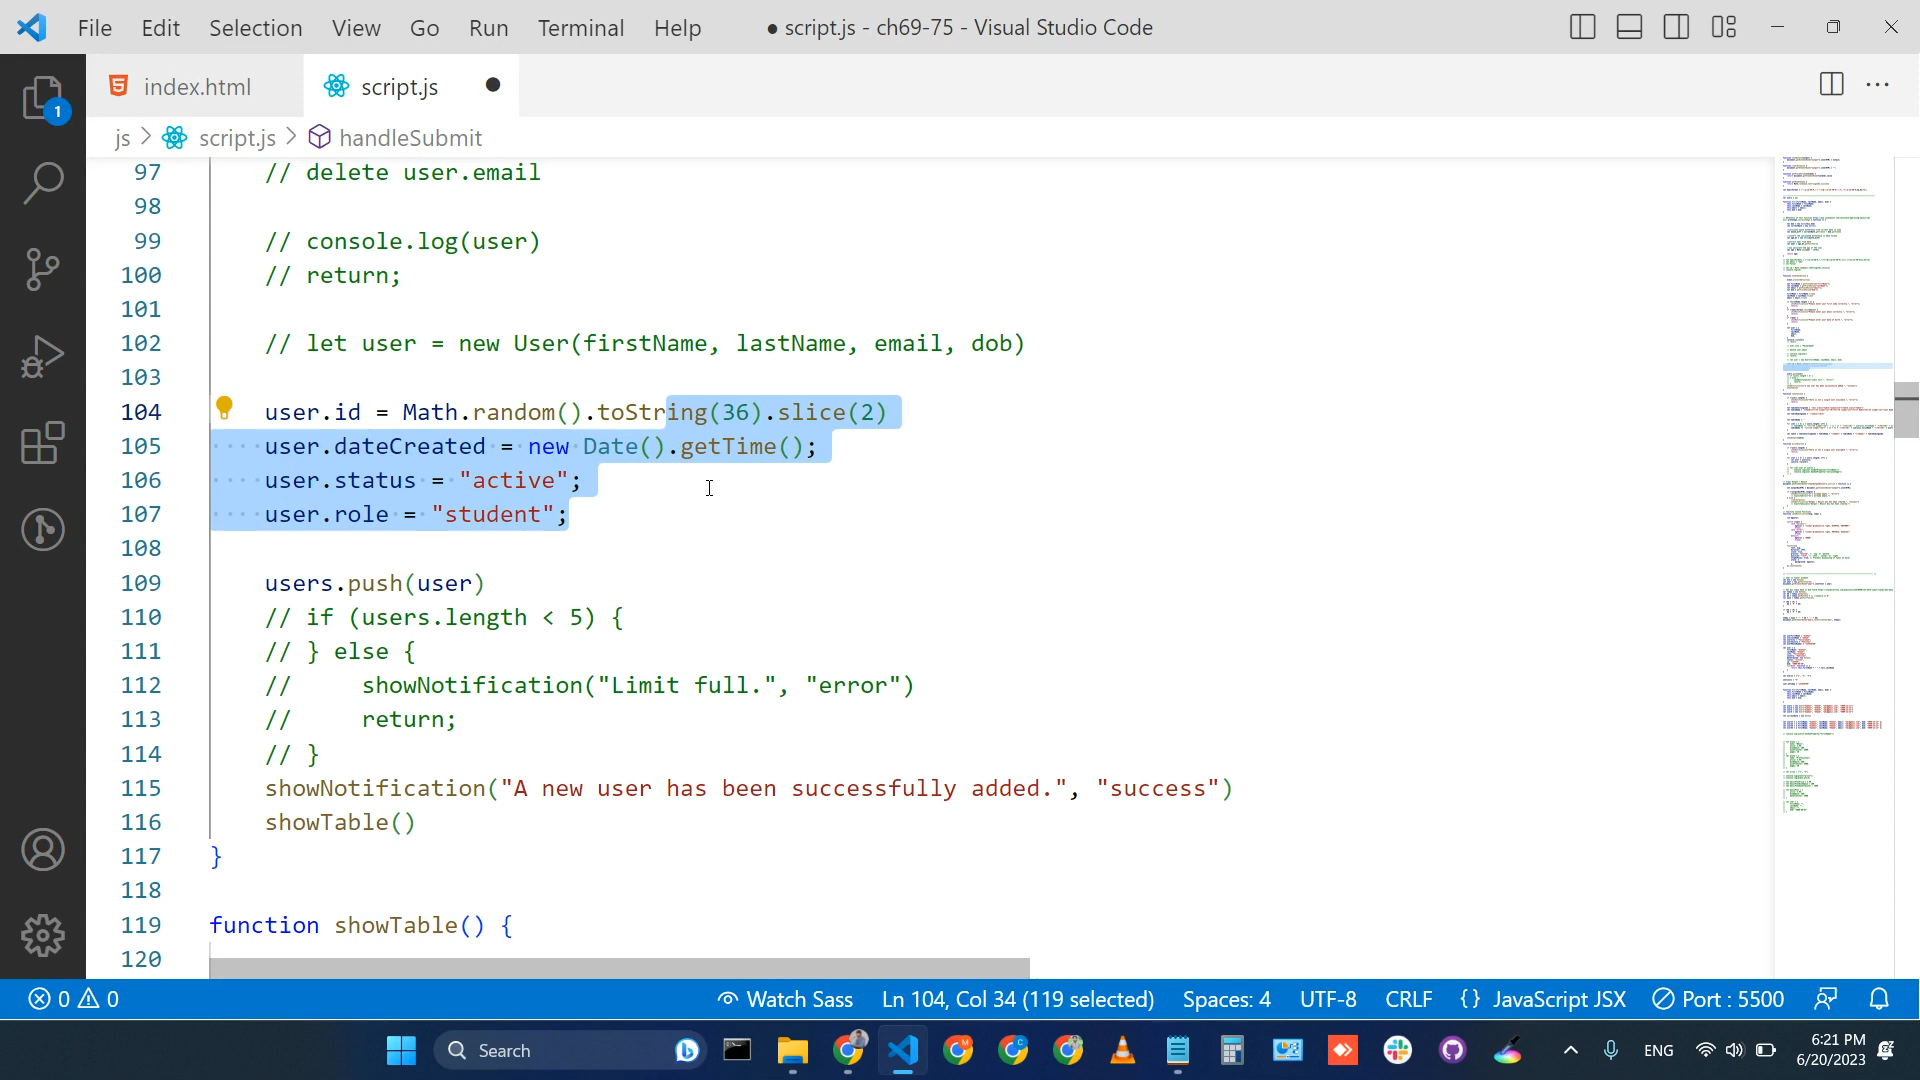 File Edit Selection View Go Run Terminal Help ● script.js - ch69-75 - Visual Studio Code
index.html script.js
js > script.js > handleSubmit
1
97 // delete user.email
98
99 // console.log(user)
100 // return;
101
102 // let user = new User(firstName, lastName, email, dob)
103
104 user.id = Math.random().toString(36).slice(2)
105 user.dateCreated = new Date().getTime();
106 user.status = "active";
107 user.role = "student";
108
109 users.push(user)
110 // if (users.length < 5) {
111 // } else {
112 //     showNotification("Limit full.", "error")
113 //     return;
114 // }
115 showNotification("A new user has been successfully added.", "success")
116 showTable()
117 }
118
119 function showTable() {
120
0 0 Watch Sass Ln 104, Col 34 (119 selected) Spaces: 4 UTF-8 CRLF {} JavaScript JSX Port : 5500
Search ENG 6:21 PM
6/20/2023